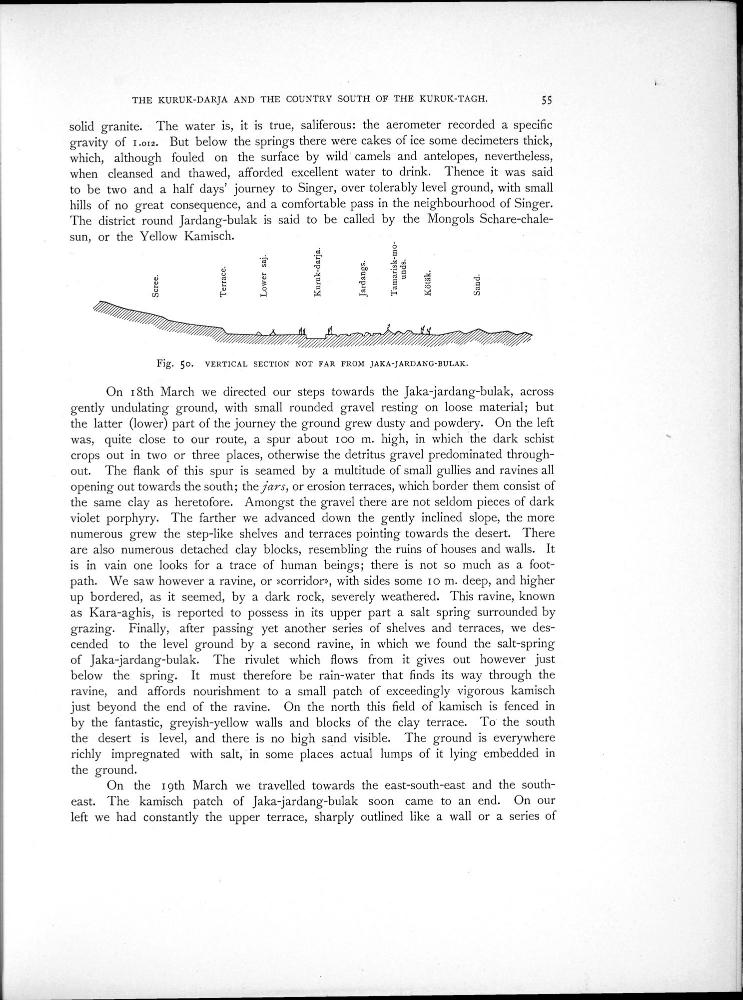 THE KURUK-DARJA AND THE COUNTRY SOUTH OF THE KURUK-TAGH. 55
solid granite. The water is, it is true, saliferous: the aerometer recorded a specific
gravity of 1.012. But below the springs there were cakes of ice some decimeters thick,
which, although fouled on the surface by wild camels and antelopes, nevertheless,
when cleansed and thawed, afforded excellent water to drink. Thence it was said
to be two and a half days' journey to Singer, over tolerably level ground, with small
hills of no great consequence, and a comfortable pass in the neighbourhood of Singer.
The district round Jardang-bulak is said to be called by the Mongols Schare-chale-
sun, or the Yellow Kamisch.
Scree.
Terrace.
Lower saj.
Kuruk-darja.
Jardangs.
Tamarisk-mo-
unds.
Kötäk.
Sand.
Fig. 50. VERTICAL SECTION NOT FAR FROM JAKA-JARDANG-BULAK.
On 18th March we directed our steps towards the Jaka-jardang-bulak, across
gently undulating ground, with small rounded gravel resting on loose material; but
the latter (lower) part of the journey the ground grew dusty and powdery. On the left
was, quite close to our route, a spur about 100 m. high, in which the dark schist
crops out in two or three places, otherwise the detritus gravel predominated through-
out. The flank of this spur is seamed by a multitude of small gullies and ravines all
opening out towards the south; the jars, or erosion terraces, which border them consist of
the same clay as heretofore. Amongst the gravel there are not seldom pieces of dark
violet porphyry. The farther we advanced down the gently inclined slope, the more
numerous grew the step-like shelves and terraces pointing towards the desert. There
are also numerous detached clay blocks, resembling the ruins of houses and walls. It
is in vain one looks for a trace of human beings; there is not so much as a foot-
path. We saw however a ravine, or »corridor», with sides some 10 m. deep, and higher
up bordered, as it seemed, by a dark rock, severely weathered. This ravine, known
as Kara-aghis, is reported to possess in its upper part a salt spring surrounded by
grazing. Finally, after passing yet another series of shelves and terraces, we des-
cended to the level ground by a second ravine, in which we found the salt-spring
of Jaka-jardang-bulak. The rivulet which flows from it gives out however just
below the spring. It must therefore be rain-water that finds its way through the
ravine, and affords nourishment to a small patch of exceedingly vigorous kamisch
just beyond the end of the ravine. On the north this field of kamisch is fenced in
by the fantastic, greyish-yellow walls and blocks of the clay terrace. To the south
the desert is level, and there is no high sand visible. The ground is everywhere
richly impregnated with salt, in some places actual lumps of it lying embedded in
the ground.
On the 19th March we travelled towards the east-south-east and the south-
east. The kamisch patch of Jaka-jardang-bulak soon came to an end. On our
left we had constantly the upper terrace, sharply outlined like a wall or a series of